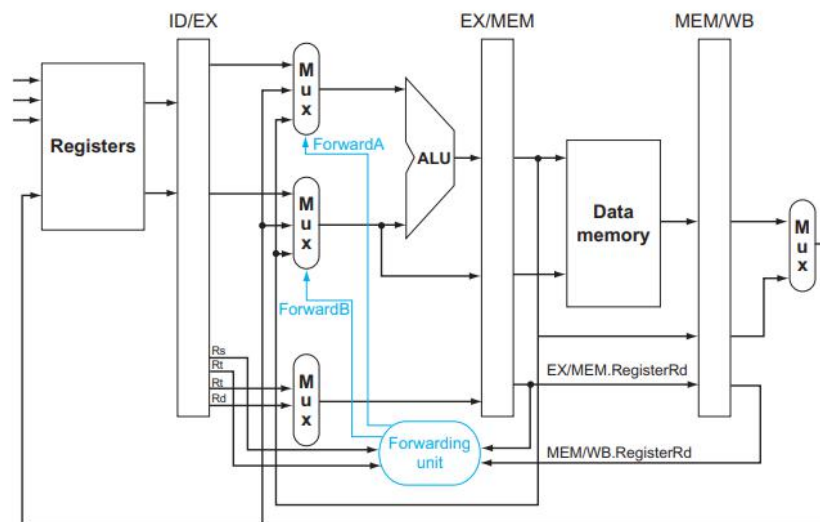 ID/EX
EX/MEM
MEM/WB
M
u
x
Registers
ForwardA
ALU
M
u
x
Data
memory
M
u
x
ForwardB
Rs
Rt
Rt
Rd
M
u
x
EX/MEM.RegisterRd
Forwarding
unit
MEM/WB.RegisterRd